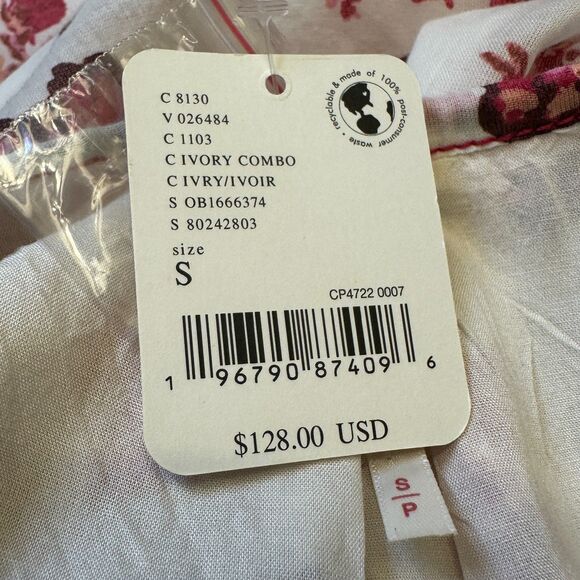 recyclable & made of 100% post-consumer waste •
C 8130
V 026484
C 1103
C IVORY COMBO
C IVRY/IVOIR
S OB1666374
S 80242803
size
S
CP4722 0007
1 96790 87409 6
$128.00 USD
S/P